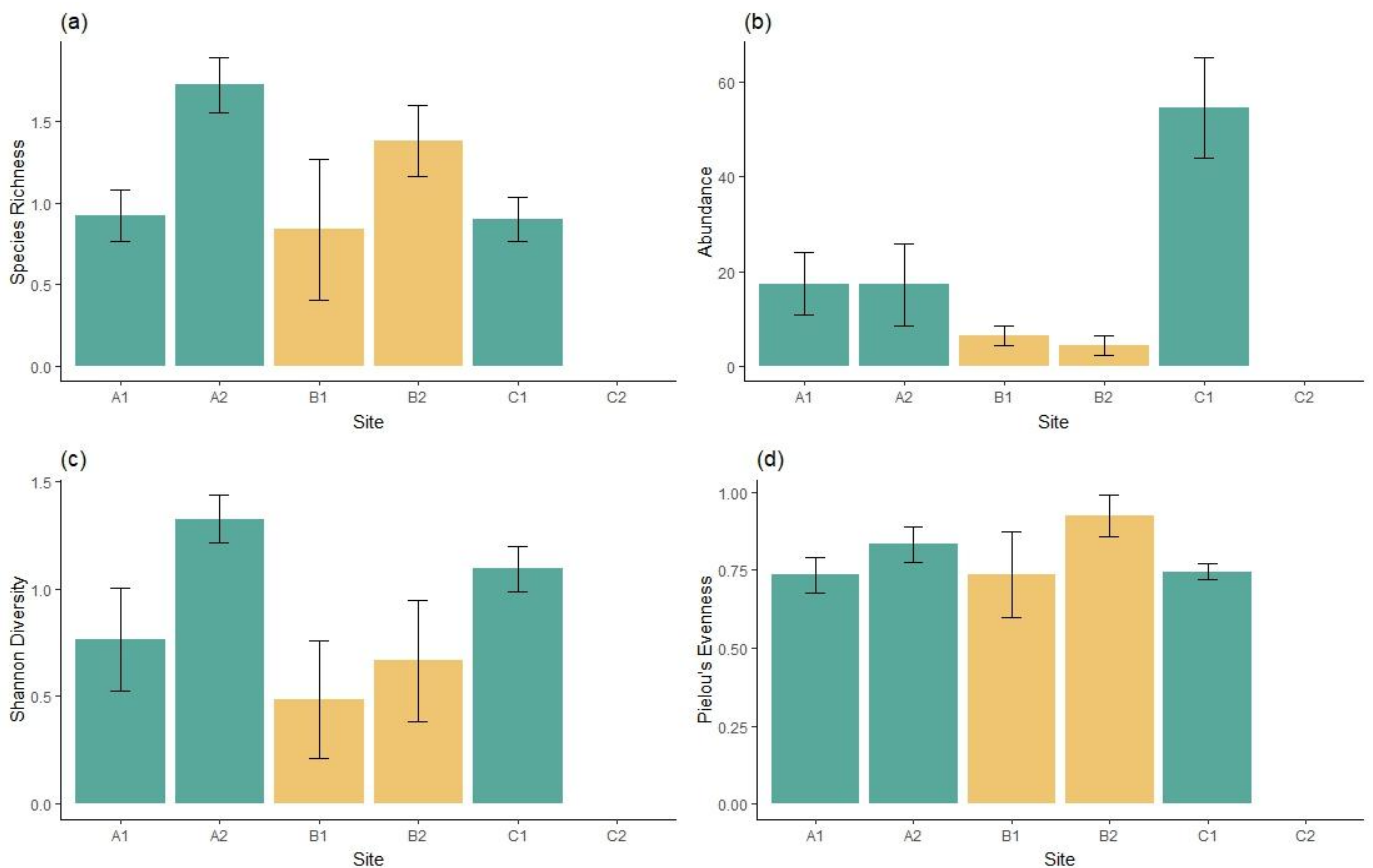 (a)
Species Richness
1.5
1.0
0.5
0.0
A1 A2 B1 B2 C1 C2
Site
(b)
Abundance
60
40
20
0
A1 A2 B1 B2 C1 C2
Site
(c)
Shannon Diversity
1.5
1.0
0.5
0.0
A1 A2 B1 B2 C1 C2
Site
(d)
Pielou's Evenness
1.00
0.75
0.50
0.25
0.00
A1 A2 B1 B2 C1 C2
Site